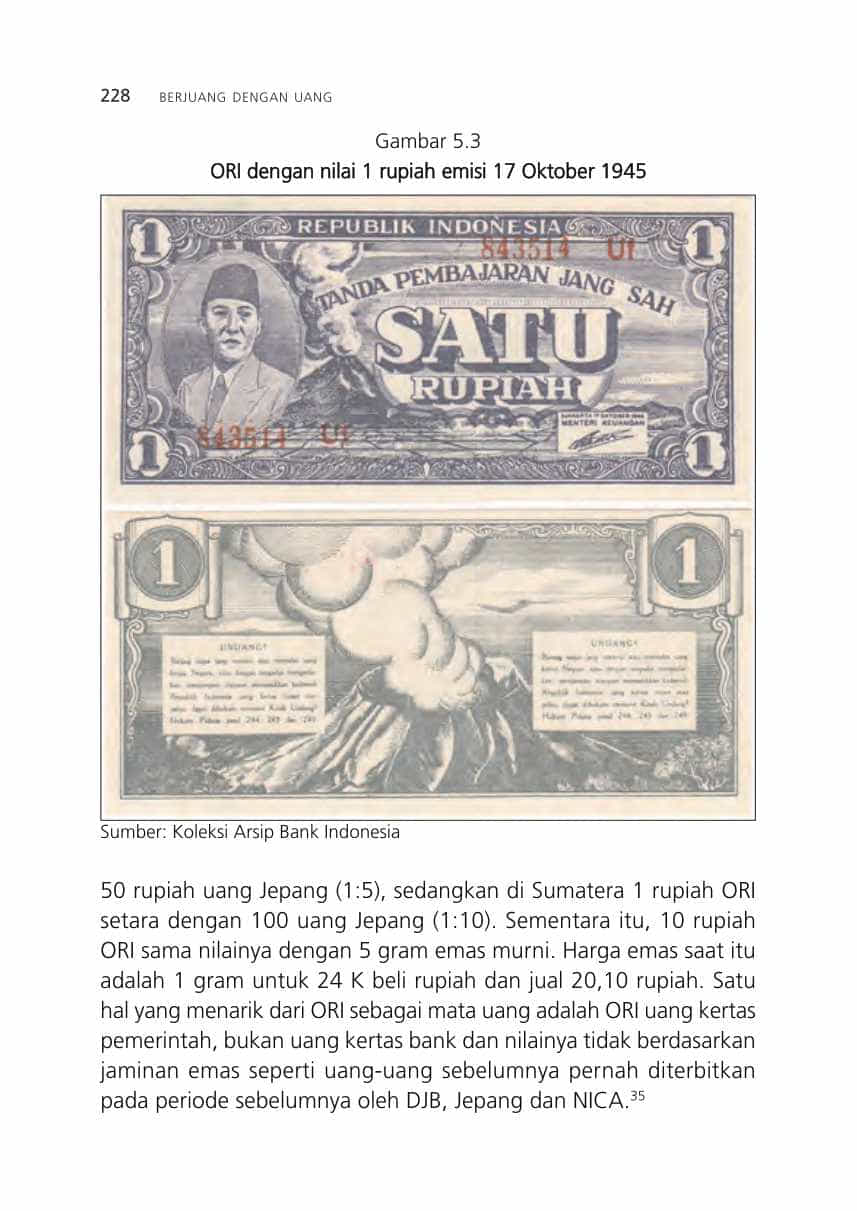 228 BERJUANG DENGAN UANG
Gambar 5.3
ORI dengan nilai 1 rupiah emisi 17 Oktober 1945
1 REPUBLIK INDONESIA 1
843514 Uf
TANDA PEMBAJARAN JANG SAH
SATU
RUPIAH
MENTERI KEUANGAN
843514 Uf
1 1
1 1
UNDANG²
UNDANG²
Sumber: Koleksi Arsip Bank Indonesia
50 rupiah uang Jepang (1:5), sedangkan di Sumatera 1 rupiah ORI
setara dengan 100 uang Jepang (1:10). Sementara itu, 10 rupiah
ORI sama nilainya dengan 5 gram emas murni. Harga emas saat itu
adalah 1 gram untuk 24 K beli rupiah dan jual 20,10 rupiah. Satu
hal yang menarik dari ORI sebagai mata uang adalah ORI uang kertas
pemerintah, bukan uang kertas bank dan nilainya tidak berdasarkan
jaminan emas seperti uang-uang sebelumnya pernah diterbitkan
pada periode sebelumnya oleh DJB, Jepang dan NICA.35